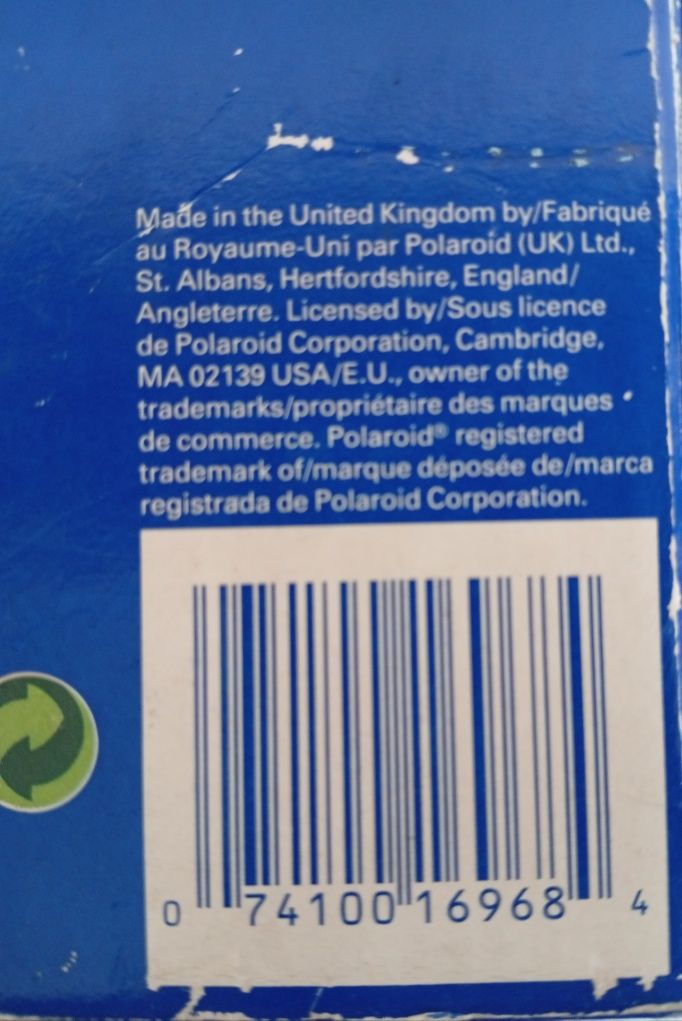 Made in the United Kingdom by/Fabriqué
au Royaume-Uni par Polaroid (UK) Ltd.,
St. Albans, Hertfordshire, England/
Angleterre. Licensed by/Sous licence
de Polaroid Corporation, Cambridge,
MA 02139 USA/E.U., owner of the
trademarks/propriétaire des marques
de commerce. Polaroid® registered
trademark of/marque déposée de/marca
registrada de Polaroid Corporation.
0 74100 16968 4